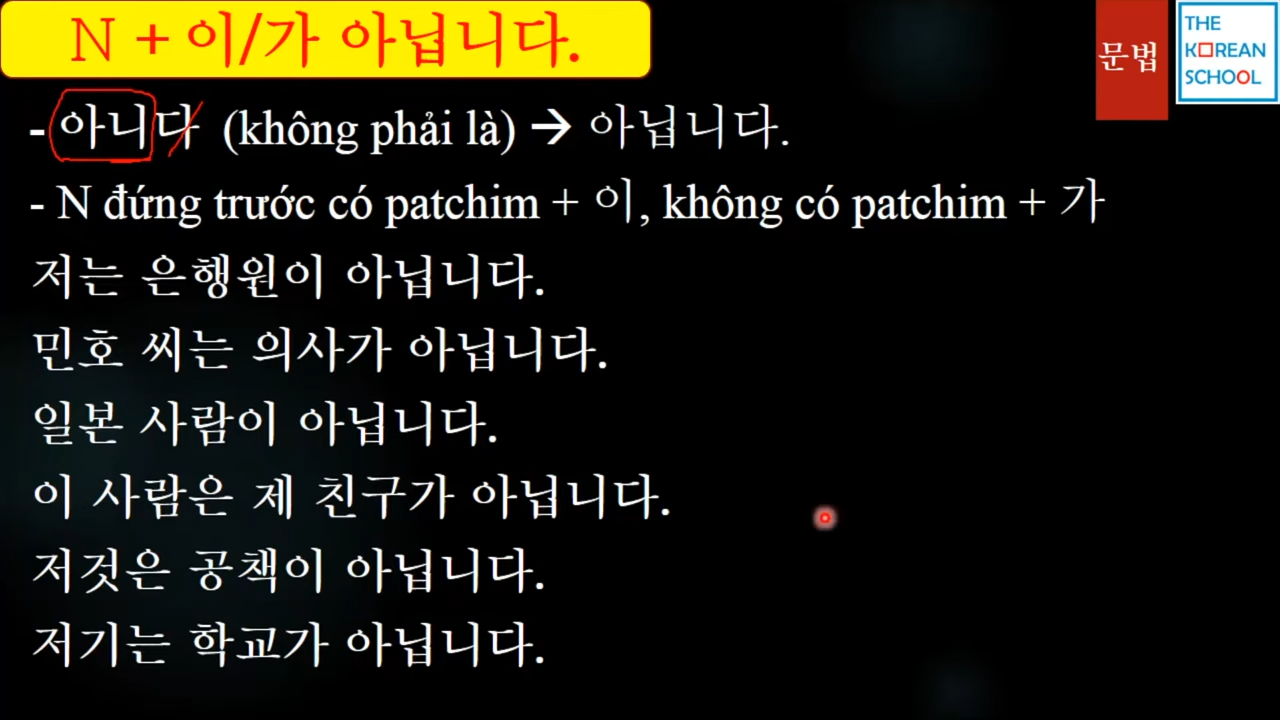 N + 이/가 아닙니다.
문법
THE
KOREAN
SCHOOL
- 아니다 (không phải là) → 아닙니다.
- N đứng trước có patchim + 이, không có patchim + 가
저는 은행원이 아닙니다.
민호 씨는 의사가 아닙니다.
일본 사람이 아닙니다.
이 사람은 제 친구가 아닙니다.
저것은 공책이 아닙니다.
저기는 학교가 아닙니다.